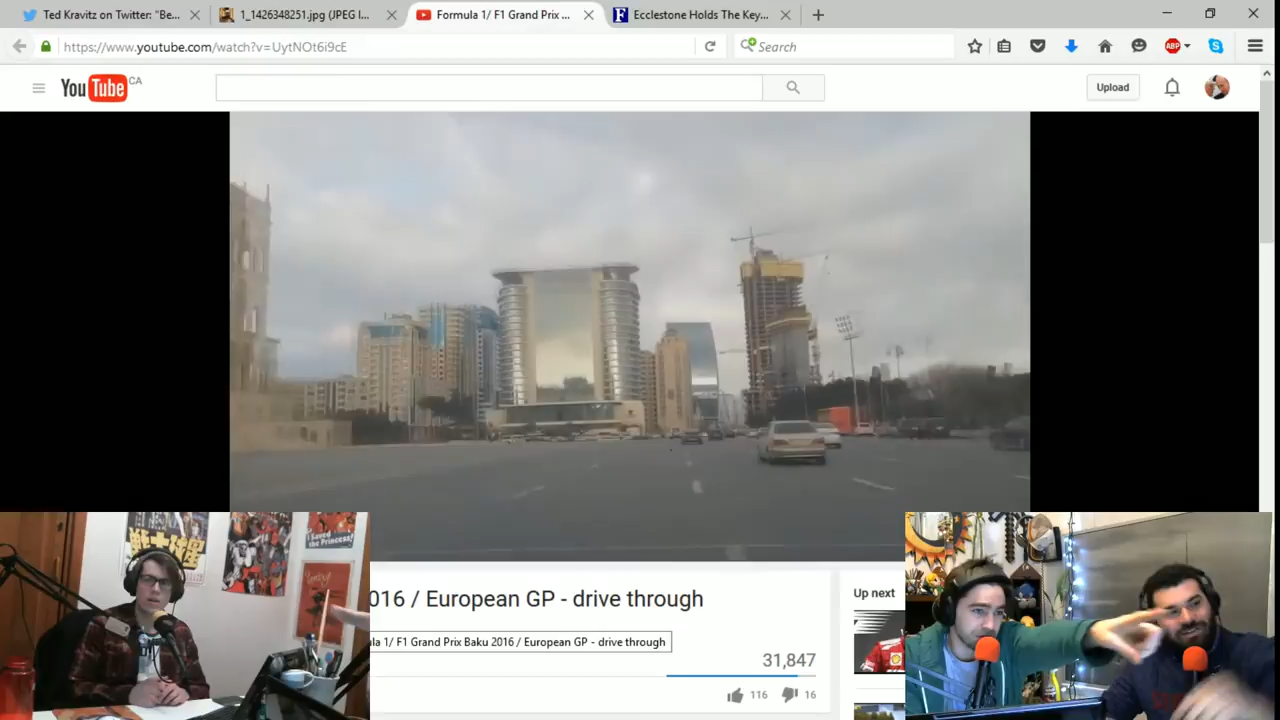 Ted Kravitz on Twitter: "Be...
1_1426348251.jpg (JPEG I...
Formula 1/ F1 Grand Prix ...
Ecclestone Holds The Key...
https://www.youtube.com/watch?v=UytNOt6i9cE
Search
ABP
YouTube CA
Upload
I Saved
the Princess!
016 / European GP - drive through
Up next
ula 1/ F1 Grand Prix Baku 2016 / European GP - drive through
31,847
116
16